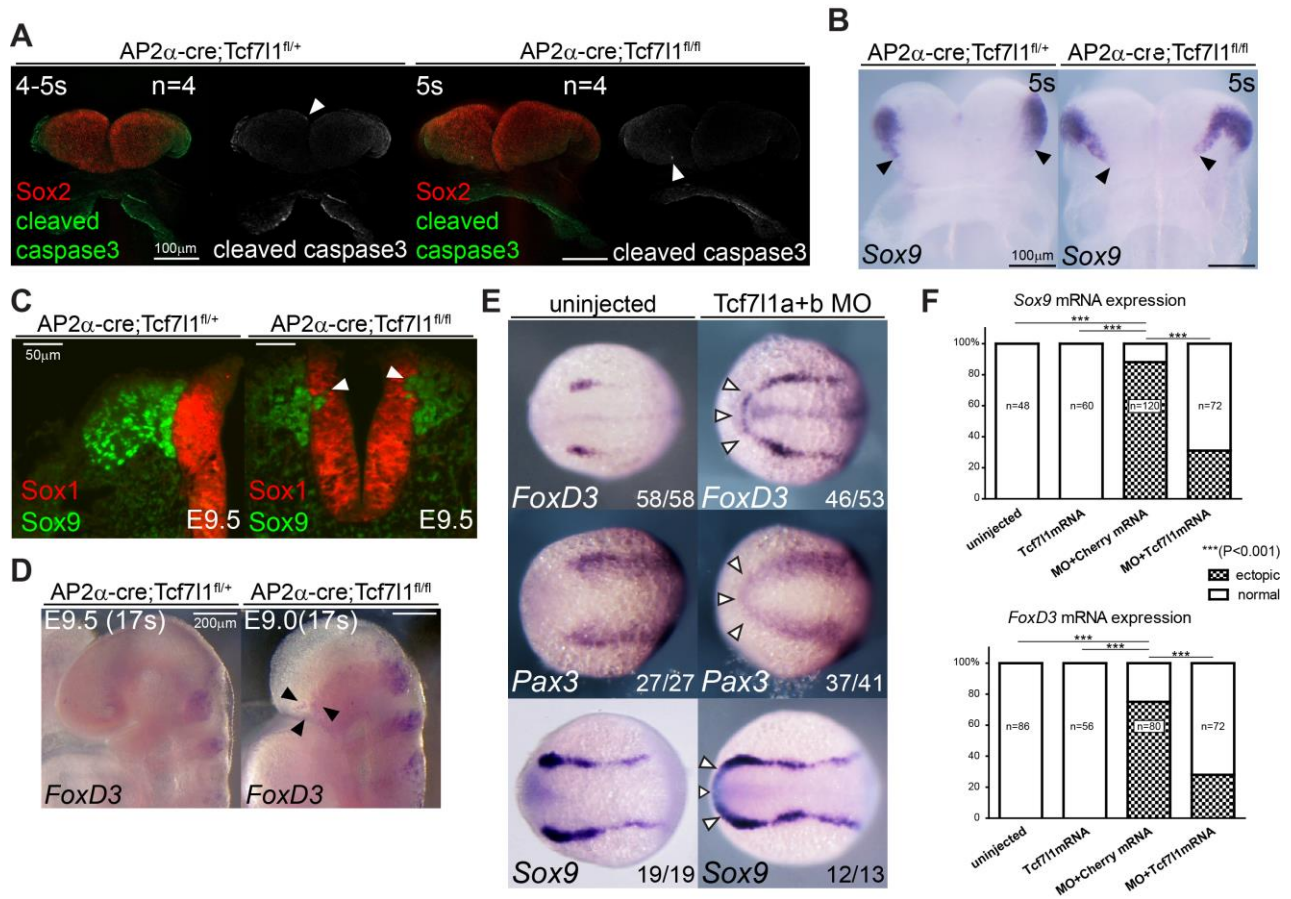 A
AP2α-cre;Tcf7l1fl/+
AP2α-cre;Tcf7l1fl/fl
4-5s
n=4
5s
n=4
Sox2
cleaved
caspase3
100μm
cleaved caspase3
Sox2
cleaved
caspase3
cleaved caspase3
B
AP2α-cre;Tcf7l1fl/+
AP2α-cre;Tcf7l1fl/fl
5s
5s
Sox9
100μm
Sox9
C
AP2α-cre;Tcf7l1fl/+
AP2α-cre;Tcf7l1fl/fl
50μm
Sox1
Sox9
E9.5
Sox1
Sox9
E9.5
D
AP2α-cre;Tcf7l1fl/+
AP2α-cre;Tcf7l1fl/fl
E9.5 (17s)
200μm
E9.0(17s)
FoxD3
FoxD3
E
uninjected
Tcf7l1a+b MO
FoxD3
58/58
FoxD3
46/53
Pax3
27/27
Pax3
37/41
Sox9
19/19
Sox9
12/13
F
Sox9 mRNA expression
***
***
***
100%
80
60
40
20
0
n=48
n=60
n=120
n=72
uninjected
Tcf7l1mRNA
MO+Cherry mRNA
MO+Tcf7l1mRNA
***(P<0.001)
ectopic
normal
FoxD3 mRNA expression
***
***
***
100%
80
60
40
20
0
n=86
n=56
n=80
n=72
uninjected
Tcf7l1mRNA
MO+Cherry mRNA
MO+Tcf7l1mRNA